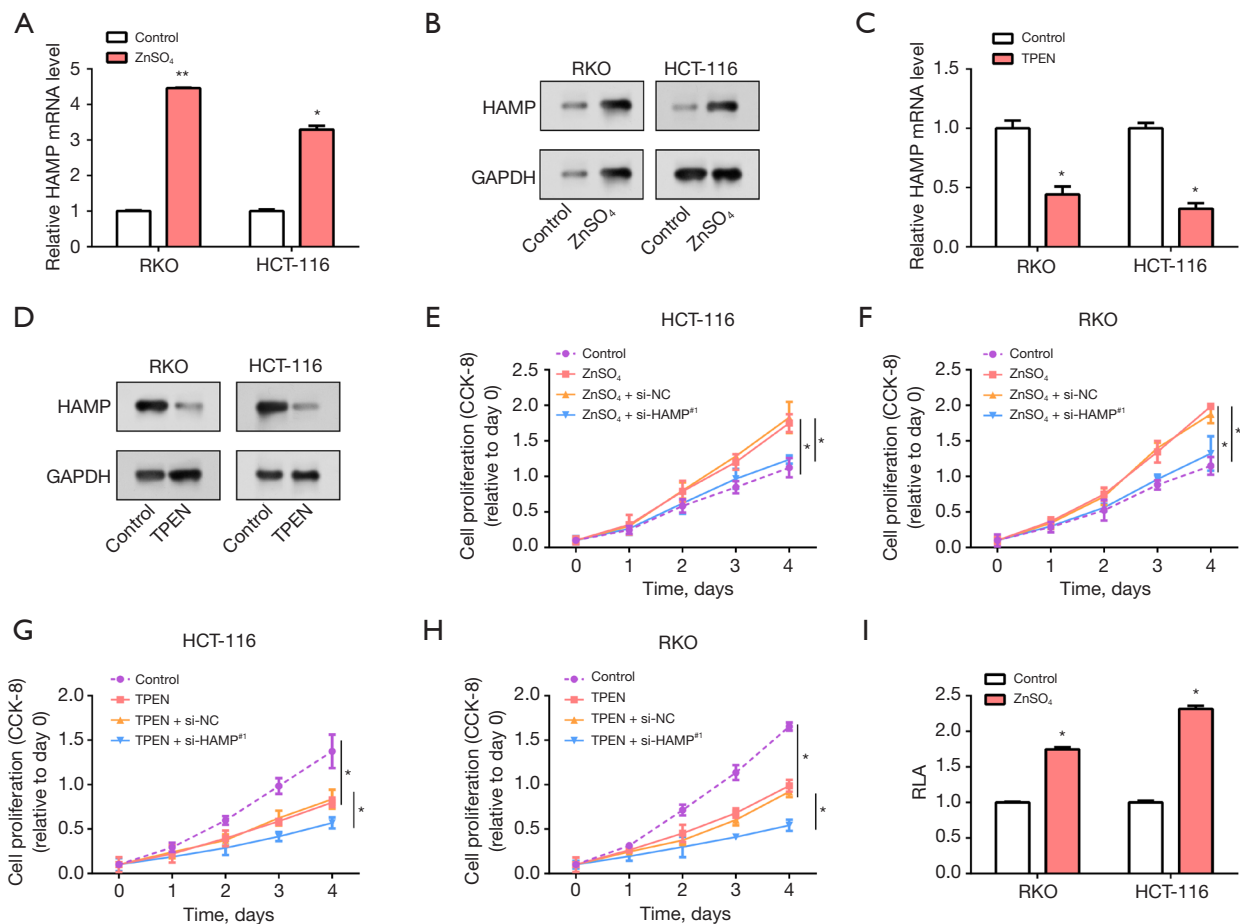 A
Control
ZnSO₄
Relative HAMP mRNA level
5
4
3
2
1
0
**
*
RKO
HCT-116
B
RKO
HCT-116
HAMP
GAPDH
Control
ZnSO₄
Control
ZnSO₄
C
Control
TPEN
Relative HAMP mRNA level
1.5
1.0
0.5
0.0
*
*
RKO
HCT-116
D
RKO
HCT-116
HAMP
GAPDH
Control
TPEN
Control
TPEN
E
HCT-116
Control
ZnSO₄
ZnSO₄ + si-NC
ZnSO₄ + si-HAMP#1
Cell proliferation (CCK-8)
(relative to day 0)
2.5
2.0
1.5
1.0
0.5
0.0
*
*
0 1 2 3 4
Time, days
F
RKO
Control
ZnSO₄
ZnSO₄ + si-NC
ZnSO₄ + si-HAMP#1
Cell proliferation (CCK-8)
(relative to day 0)
2.5
2.0
1.5
1.0
0.5
0.0
*
*
0 1 2 3 4
Time, days
G
HCT-116
Control
TPEN
TPEN + si-NC
TPEN + si-HAMP#1
Cell proliferation (CCK-8)
(relative to day 0)
2.0
1.5
1.0
0.5
0.0
*
*
0 1 2 3 4
Time, days
H
RKO
Control
TPEN
TPEN + si-NC
TPEN + si-HAMP#1
Cell proliferation (CCK-8)
(relative to day 0)
2.0
1.5
1.0
0.5
0.0
*
*
0 1 2 3 4
Time, days
I
Control
ZnSO₄
RLA
2.5
2.0
1.5
1.0
0.5
0.0
*
*
RKO
HCT-116